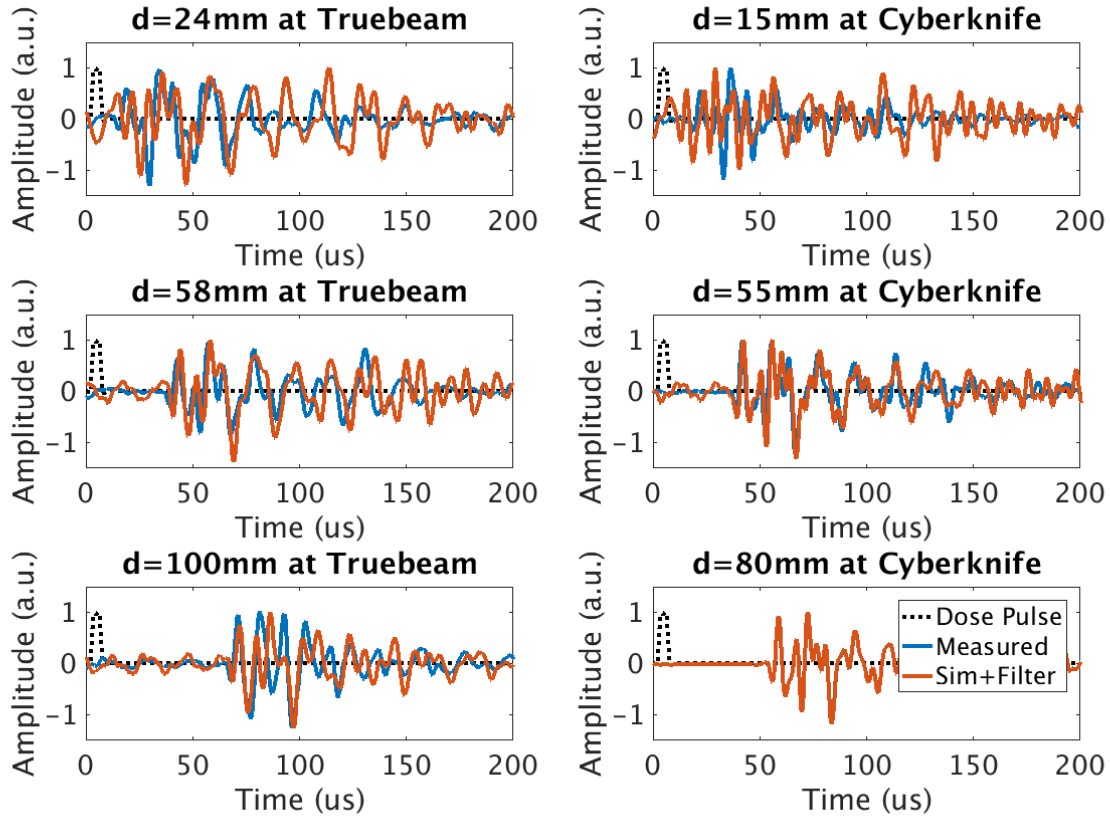 d=24mm at Truebeam
Amplitude (a.u.)
1
0
-1
0 50 100 150 200
Time (us)
d=15mm at Cyberknife
Amplitude (a.u.)
1
0
-1
0 50 100 150 200
Time (us)
d=58mm at Truebeam
Amplitude (a.u.)
1
0
-1
0 50 100 150 200
Time (us)
d=55mm at Cyberknife
Amplitude (a.u.)
1
0
-1
0 50 100 150 200
Time (us)
d=100mm at Truebeam
Amplitude (a.u.)
1
0
-1
0 50 100 150 200
Time (us)
d=80mm at Cyberknife
Amplitude (a.u.)
1
0
-1
Dose Pulse
Measured
Sim+Filter
0 50 100 150 200
Time (us)